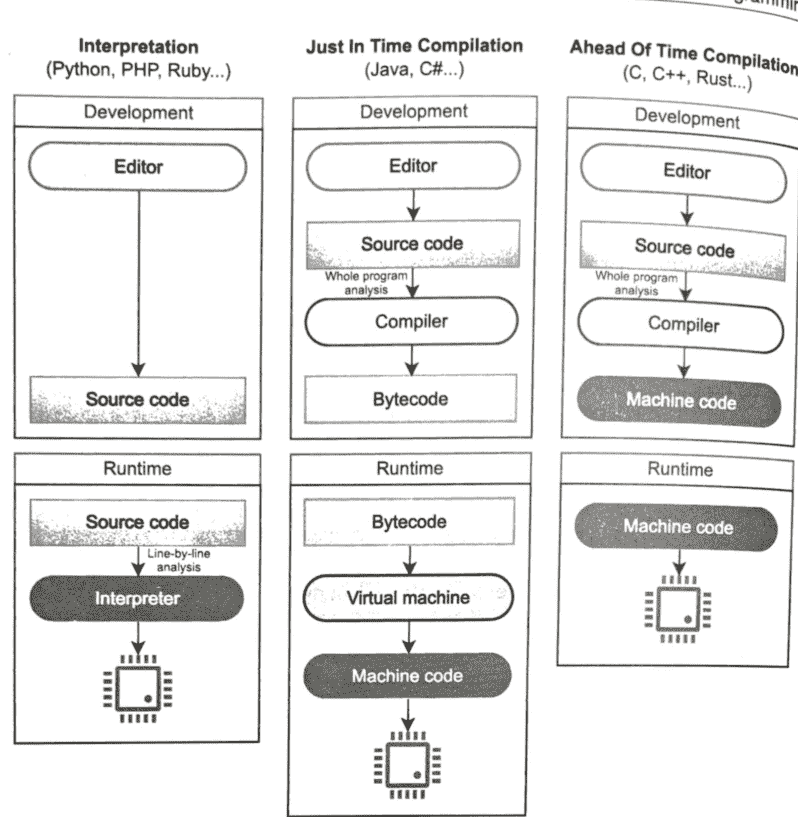 Interpretation
(Python, PHP, Ruby...)
Development
Editor
Source code
Runtime
Source code
Line-by-line
analysis
Interpreter
Just In Time Compilation
(Java, C#...)
Development
Editor
Source code
Whole program
analysis
Compiler
Bytecode
Runtime
Bytecode
Virtual machine
Machine code
Ahead Of Time Compilation
(C, C++, Rust...)
Development
Editor
Source code
Whole program
analysis
Compiler
Machine code
Runtime
Machine code